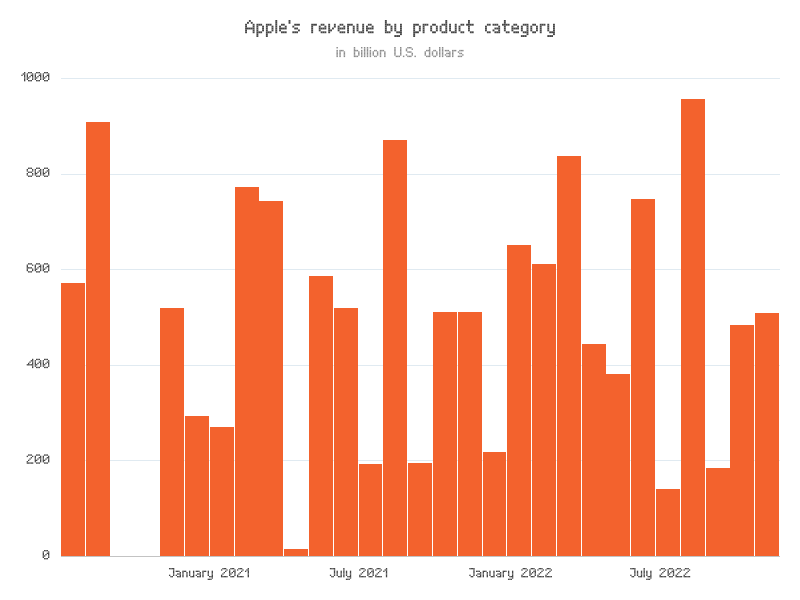 Apple's revenue by product category
in billion U.S. dollars
1000
800
600
400
200
0
January 2021
July 2021
January 2022
July 2022